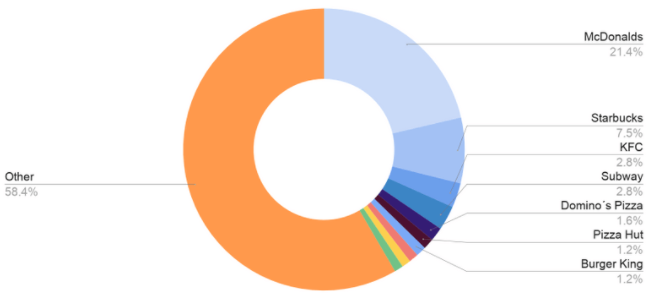 McDonalds
21.4%
Starbucks
7.5%
KFC
2.8%
Subway
2.8%
Domino´s Pizza
1.6%
Pizza Hut
1.2%
Burger King
1.2%
Other
58.4%